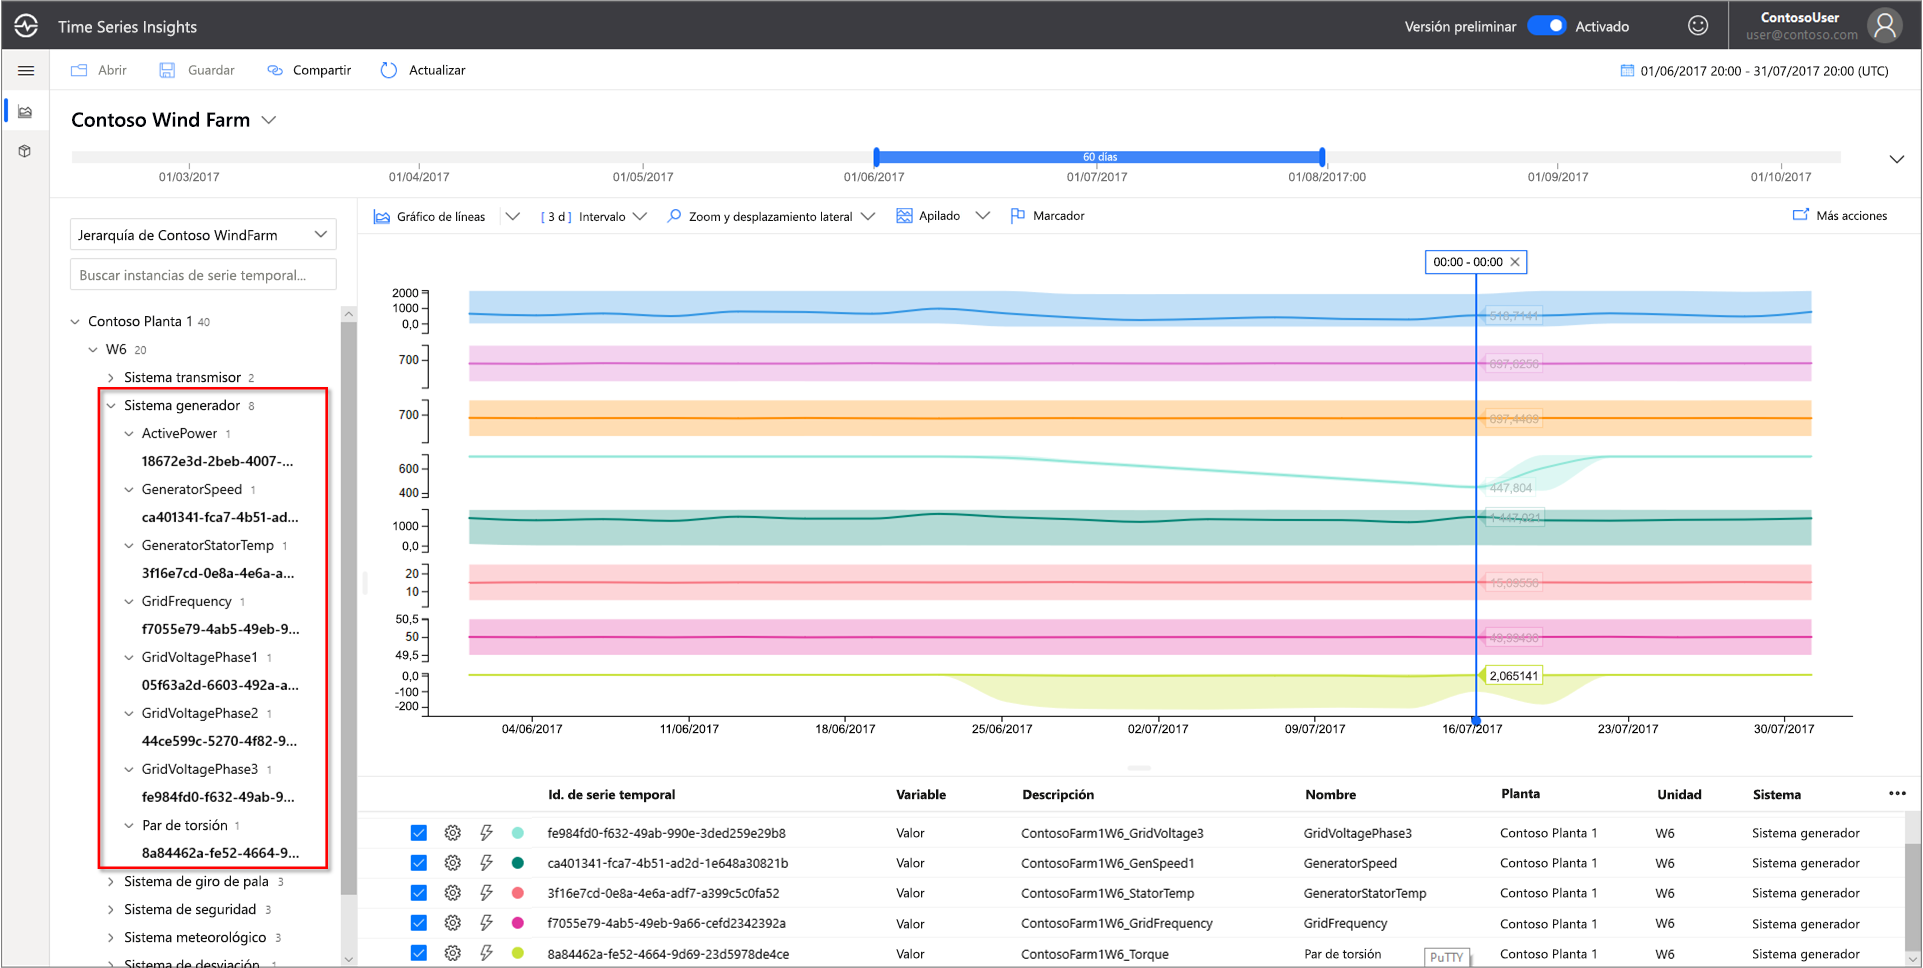 Time Series Insights
Versión preliminar
Activado
ContosoUser
user@contoso.com
Abrir
Guardar
Compartir
Actualizar
01/06/2017 20:00 - 31/07/2017 20:00 (UTC)
Contoso Wind Farm
60 días
01/03/2017
01/04/2017
01/05/2017
01/06/2017
01/07/2017
01/08/2017:00
01/09/2017
01/10/2017
Jerarquía de Contoso WindFarm
Buscar instancias de serie temporal...
Contoso Planta 1 40
W6 20
Sistema transmisor 2
Sistema generador 8
ActivePower 1
18672e3d-2beb-4007-...
GeneratorSpeed 1
ca401341-fca7-4b51-ad...
GeneratorStatorTemp 1
3f16e7cd-0e8a-4e6a-a...
GridFrequency 1
f7055e79-4ab5-49eb-9...
GridVoltagePhase1 1
05f63a2d-6603-492a-a...
GridVoltagePhase2 1
44ce599c-5270-4f82-9...
GridVoltagePhase3 1
fe984fd0-f632-49ab-9...
Par de torsión 1
8a84462a-fe52-4664-9...
Sistema de giro de pala 3
Sistema de seguridad 3
Sistema meteorológico 3
Sistema de desviación 1
Gráfico de líneas
[ 3 d ] Intervalo
Zoom y desplazamiento lateral
Apilado
Marcador
Más acciones
00:00 - 00:00
2000
1000
0,0
700
700
600
400
447,804
1000
0,0
1 447,021
20
10
50,5
50
49,5
0,0
-100
-200
2,065141
04/06/2017
11/06/2017
18/06/2017
25/06/2017
02/07/2017
09/07/2017
16/07/2017
23/07/2017
30/07/2017
Id. de serie temporal Variable Descripción Nombre Planta Unidad Sistema
fe984fd0-f632-49ab-990e-3ded259e29b8 Valor ContosoFarm1W6_GridVoltage3 GridVoltagePhase3 Contoso Planta 1 W6 Sistema generador
ca401341-fca7-4b51-ad2d-1e648a30821b Valor ContosoFarm1W6_GenSpeed1 GeneratorSpeed Contoso Planta 1 W6 Sistema generador
3f16e7cd-0e8a-4e6a-adf7-a399c5c0fa52 Valor ContosoFarm1W6_StatorTemp GeneratorStatorTemp Contoso Planta 1 W6 Sistema generador
f7055e79-4ab5-49eb-9a66-cefd2342392a Valor ContosoFarm1W6_GridFrequency GridFrequency Contoso Planta 1 W6 Sistema generador
8a84462a-fe52-4664-9d69-23d5978de4ce Valor ContosoFarm1W6_Torque Par de torsión Contoso Planta 1 W6 Sistema generador
PuTTY